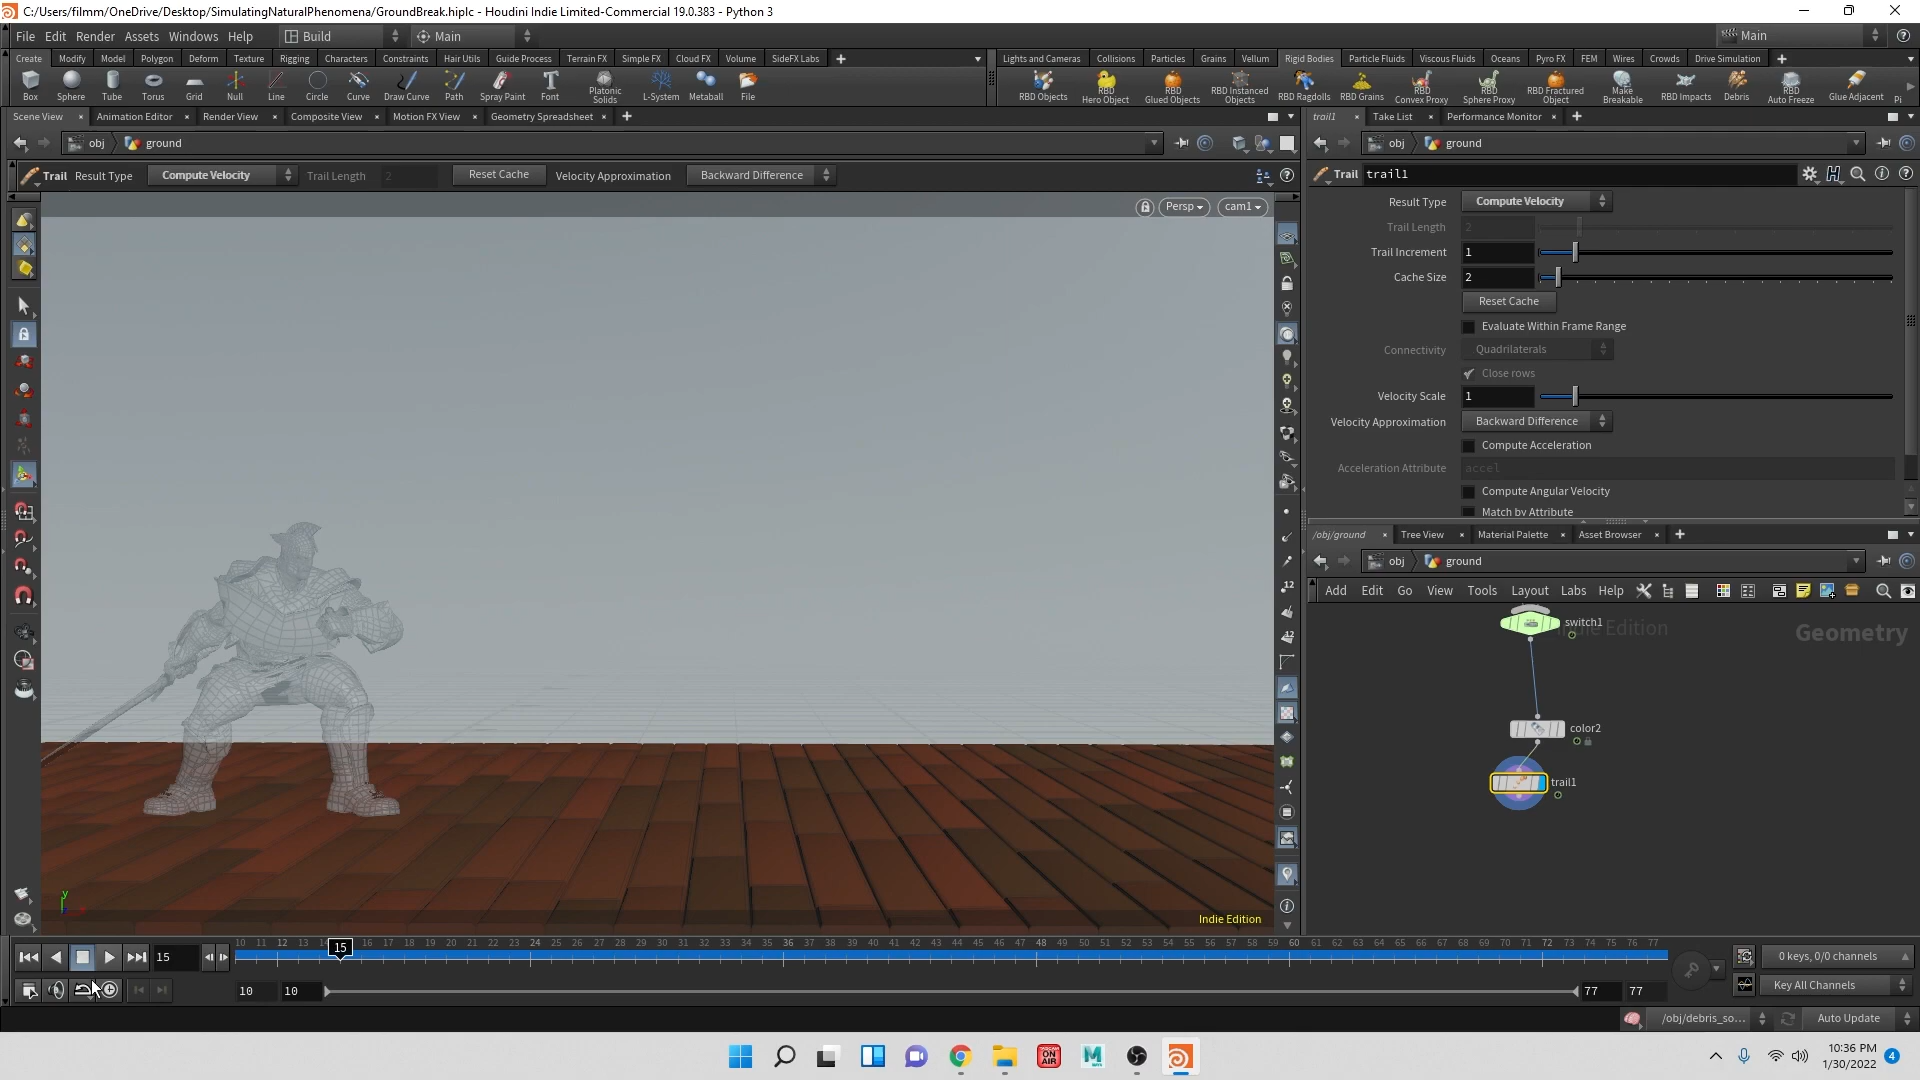 C:/Users/filmm/OneDrive/Desktop/SimulatingNaturalPhenomena/GroundBreak.hiplc - Houdini Indie Limited-Commercial 19.0.383 - Python 3
File Edit Render Assets Windows Help Build Main Main
Create Modify Model Polygon Deform Texture Rigging Characters Constraints Hair Utils Guide Process Terrain FX Simple FX Cloud FX Volume SideFX Labs
Lights and Cameras Collisions Particles Grains Vellum Rigid Bodies Particle Fluids Viscous Fluids Oceans Pyro FX FEM Wires Crowds Drive Simulation
Box Sphere Tube Torus Grid Null Line Circle Curve Draw Curve Path Spray Paint Font Platonic Solids L-System Metaball File
RBD Objects RBD Hero Object RBD Glued Objects RBD Instanced Objects RBD Ragdolls RBD Grains RBD Convex Proxy RBD Sphere Proxy RBD Fractured Object Make Breakable RBD Impacts Debris RBD Auto Freeze Glue Adjacent Pi
Scene View Animation Editor Render View Composite View Motion FX View Geometry Spreadsheet
trail1 Take List Performance Monitor
obj ground
obj ground
Trail Result Type Compute Velocity Trail Length 2 Reset Cache Velocity Approximation Backward Difference
Trail trail1
Persp cam1
Result Type Compute Velocity
Trail Length 2
Trail Increment 1
Cache Size 2
Reset Cache
Evaluate Within Frame Range
Connectivity Quadrilaterals
Close rows
Velocity Scale 1
Velocity Approximation Backward Difference
Compute Acceleration
Acceleration Attribute accel
Compute Angular Velocity
Match by Attribute
/obj/ground Tree View Material Palette Asset Browser
obj ground
Add Edit Go View Tools Layout Labs Help
switch1
Indie Edition
Geometry
color2
trail1
12
12
y
Indie Edition
10 11 12 13 14 15 16 17 18 19 20 21 22 23 24 25 26 27 28 29 30 31 32 33 34 35 36 37 38 39 40 41 42 43 44 45 46 47 48 49 50 51 52 53 54 55 56 57 58 59 60 61 62 63 64 65 66 67 68 69 70 71 72 73 74 75 76 77
15
0 keys, 0/0 channels
10 10 77 77
Key All Channels
/obj/debris_so... Auto Update
TASCAM ON AIR
M
10:36 PM
1/30/2022
4